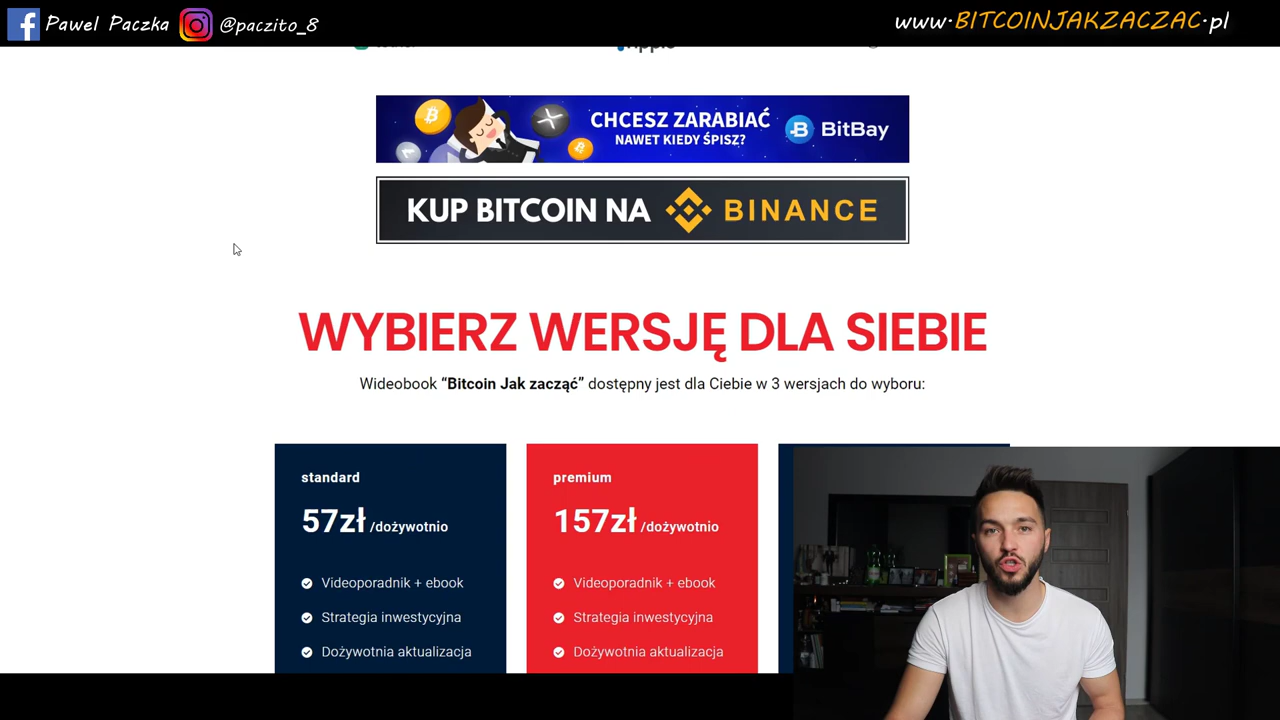 Pawel Paczka @paczito_8 www.BITCOINJAKZACZAC.pl
CHCESZ ZARABIAĆ
NAWET KIEDY ŚPISZ?
BitBay
KUP BITCOIN NA BINANCE
WYBIERZ WERSJĘ DLA SIEBIE
Wideobook “Bitcoin Jak zacząć” dostępny jest dla Ciebie w 3 wersjach do wyboru:
standard
57zł /dożywotnio
Videoporadnik + ebook
Strategia inwestycyjna
Dożywotnia aktualizacja
premium
157zł /dożywotnio
Videoporadnik + ebook
Strategia inwestycyjna
Dożywotnia aktualizacja